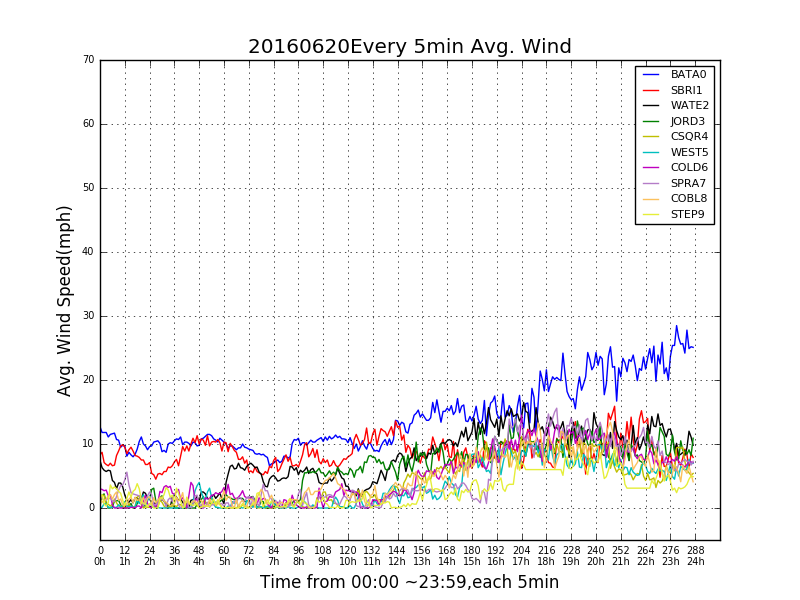 20160620Every 5min Avg. Wind
70
60
50
40
30
20
10
0
Avg. Wind Speed(mph)
BATA0
SBRI1
WATE2
JORD3
CSQR4
WEST5
COLD6
SPRA7
COBL8
STEP9
0 12 24 36 48 60 72 84 96 108 120 132 144 156 168 180 192 204 216 228 240 252 264 276 288
0h 1h 2h 3h 4h 5h 6h 7h 8h 9h 10h 11h 12h 13h 14h 15h 16h 17h 18h 19h 20h 21h 22h 23h 24h
Time from 00:00 ~23:59,each 5min